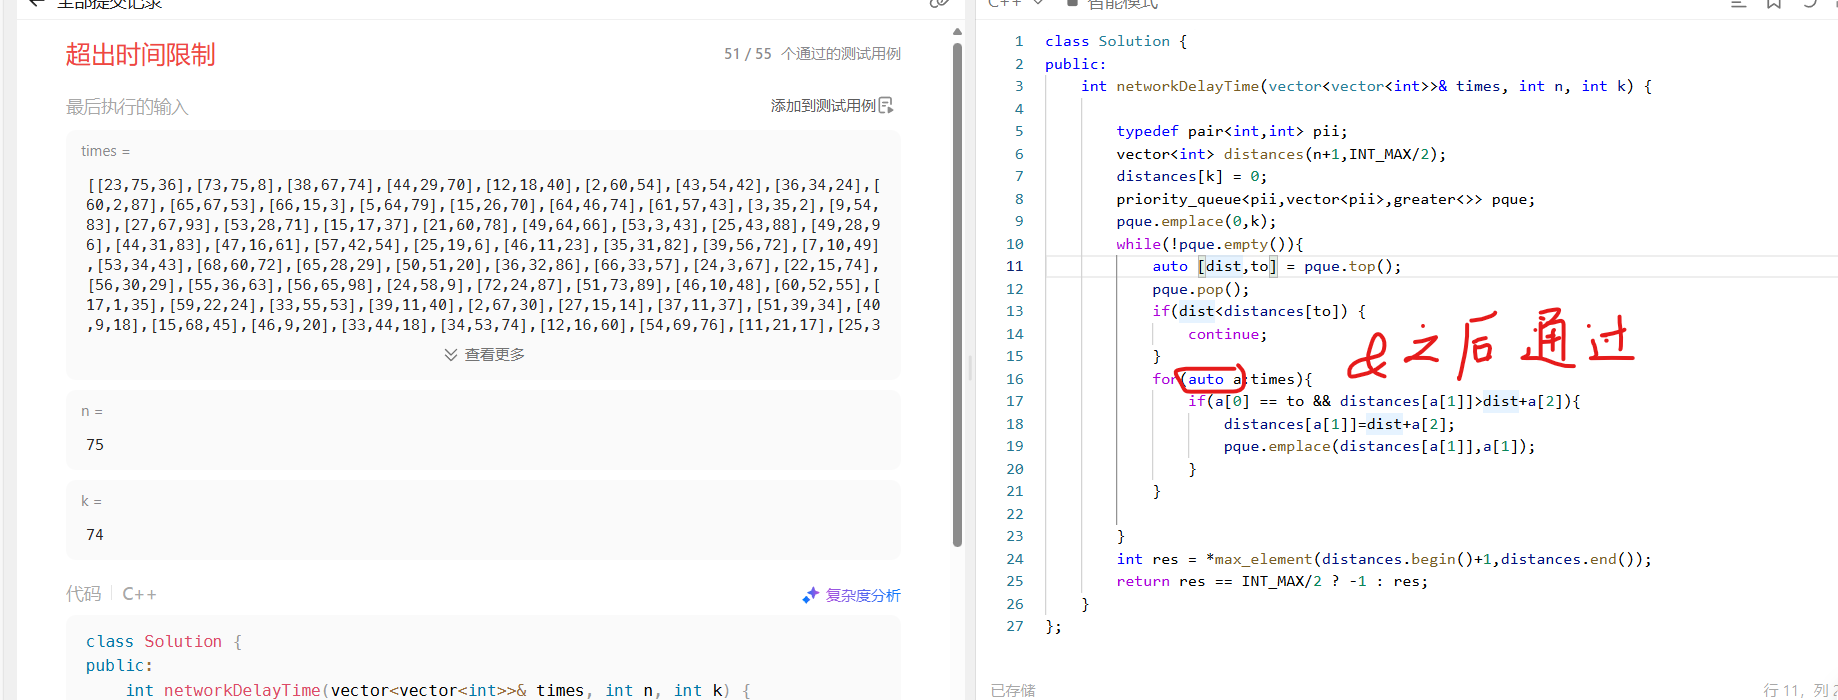 全部提交记录
超出时间限制
51 / 55 个通过的测试用例
最后执行的输入
添加到测试用例
times =
[[23,75,36],[73,75,8],[38,67,74],[44,29,70],[12,18,40],[2,60,54],[43,54,42],[36,34,24],[
60,2,87],[65,67,53],[66,15,3],[5,64,79],[15,26,70],[64,46,74],[61,57,43],[3,35,2],[9,54,
83],[27,67,93],[53,28,71],[15,17,37],[21,60,78],[49,64,66],[53,3,43],[25,43,88],[49,28,9
6],[44,31,83],[47,16,61],[57,42,54],[25,19,6],[46,11,23],[35,31,82],[39,56,72],[7,10,49]
,[53,34,43],[68,60,72],[65,28,29],[50,51,20],[36,32,86],[66,33,57],[24,3,67],[22,15,74],
[56,30,29],[55,36,63],[56,65,98],[24,58,9],[72,24,87],[51,73,89],[46,10,48],[60,52,55],[
17,1,35],[59,22,24],[33,55,53],[39,11,40],[2,67,30],[27,15,14],[37,11,37],[51,39,34],[40
,9,18],[15,68,45],[46,9,20],[33,44,18],[34,53,74],[12,16,60],[54,69,76],[11,21,17],[25,3
查看更多
n =
75
k =
74
代码 C++
复杂度分析
class Solution {
public:
int networkDelayTime(vector<vector<int>>& times, int n, int k) {
C++ 智能模式
1 class Solution {
2 public:
3 int networkDelayTime(vector<vector<int>>& times, int n, int k) {
4
5 typedef pair<int,int> pii;
6 vector<int> distances(n+1,INT_MAX/2);
7 distances[k] = 0;
8 priority_queue<pii,vector<pii>,greater<>> pque;
9 pque.emplace(0,k);
10 while(!pque.empty()){
11 auto [dist,to] = pque.top();
12 pque.pop();
13 if(dist<distances[to]) {
14 continue;
15 }
16 for(auto a:times){
17 if(a[0] == to && distances[a[1]]>dist+a[2]){
18 distances[a[1]]=dist+a[2];
19 pque.emplace(distances[a[1]],a[1]);
20 }
21 }
22
23 }
24 int res = *max_element(distances.begin()+1,distances.end());
25 return res == INT_MAX/2 ? -1 : res;
26 }
27 };
&之后通过
已存储
行 11, 列